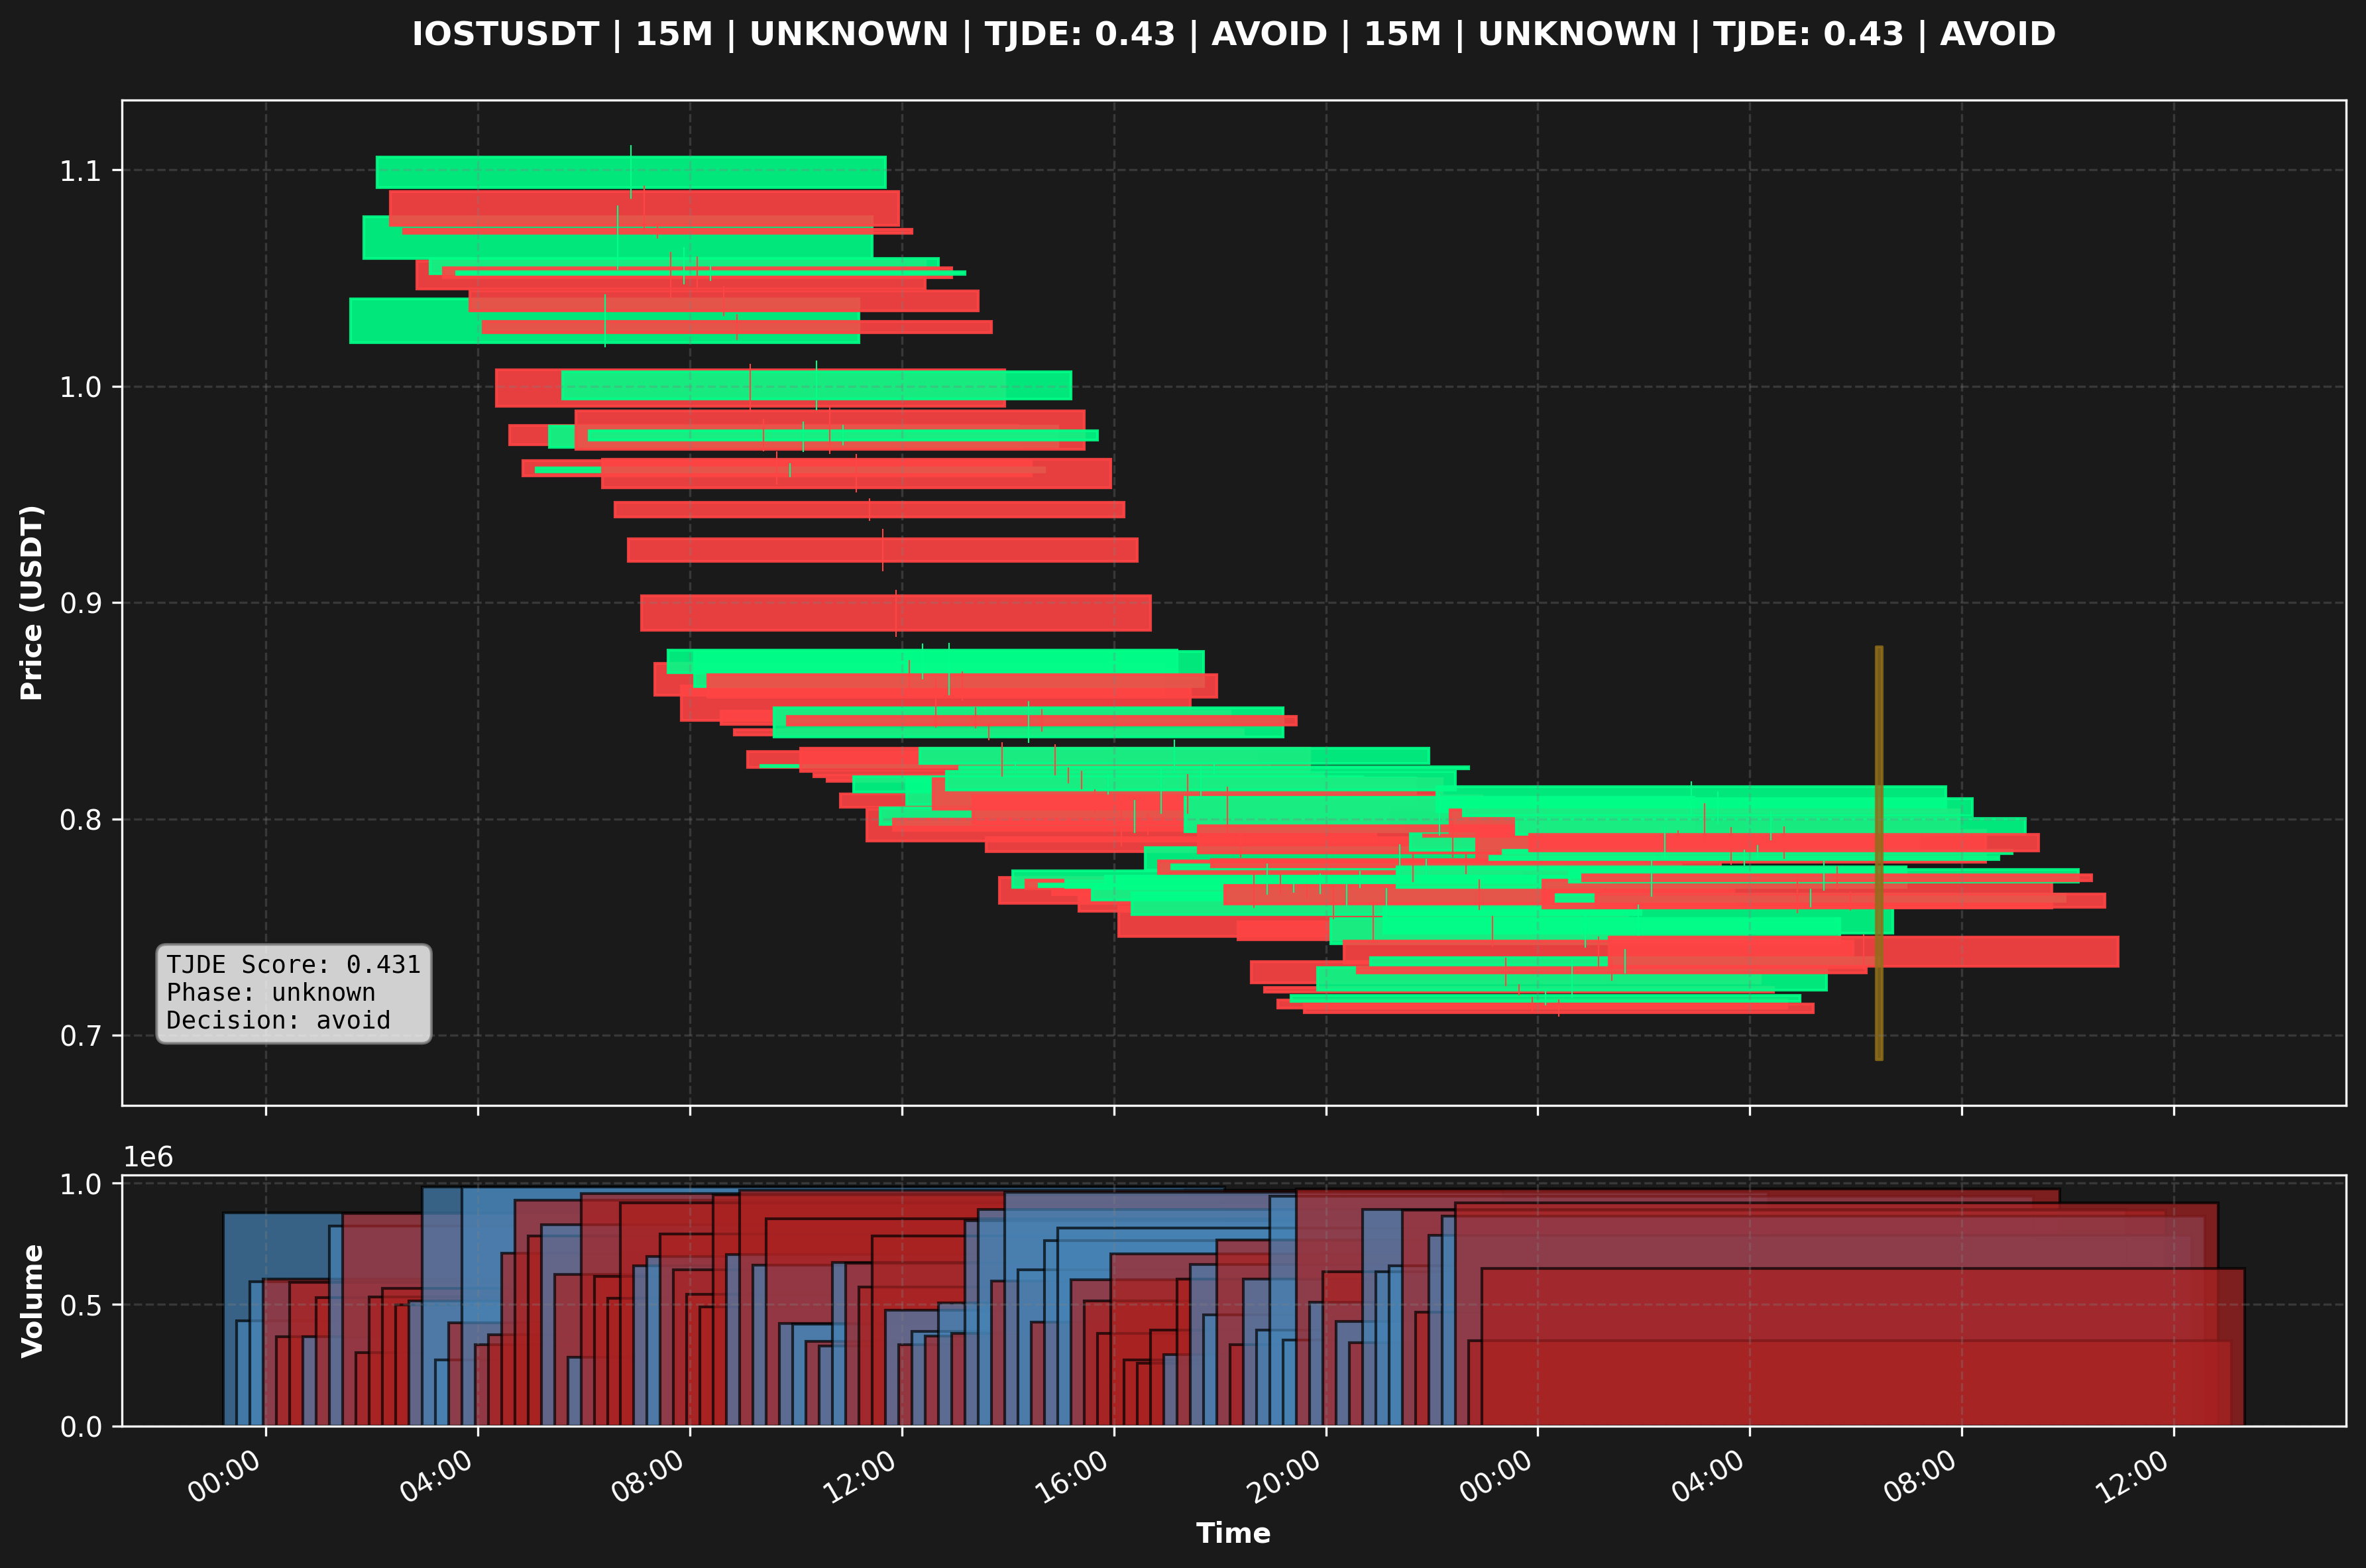 IOSTUSDT | 15M | UNKNOWN | TJDE: 0.43 | AVOID | 15M | UNKNOWN | TJDE: 0.43 | AVOID
Price (USDT)
1.1
1.0
0.9
0.8
0.7
TJDE Score: 0.431
Phase: unknown
Decision: avoid
1e6
Volume
1.0
0.5
0.0
00:00 04:00 08:00 12:00 16:00 20:00 00:00 04:00 08:00 12:00
Time